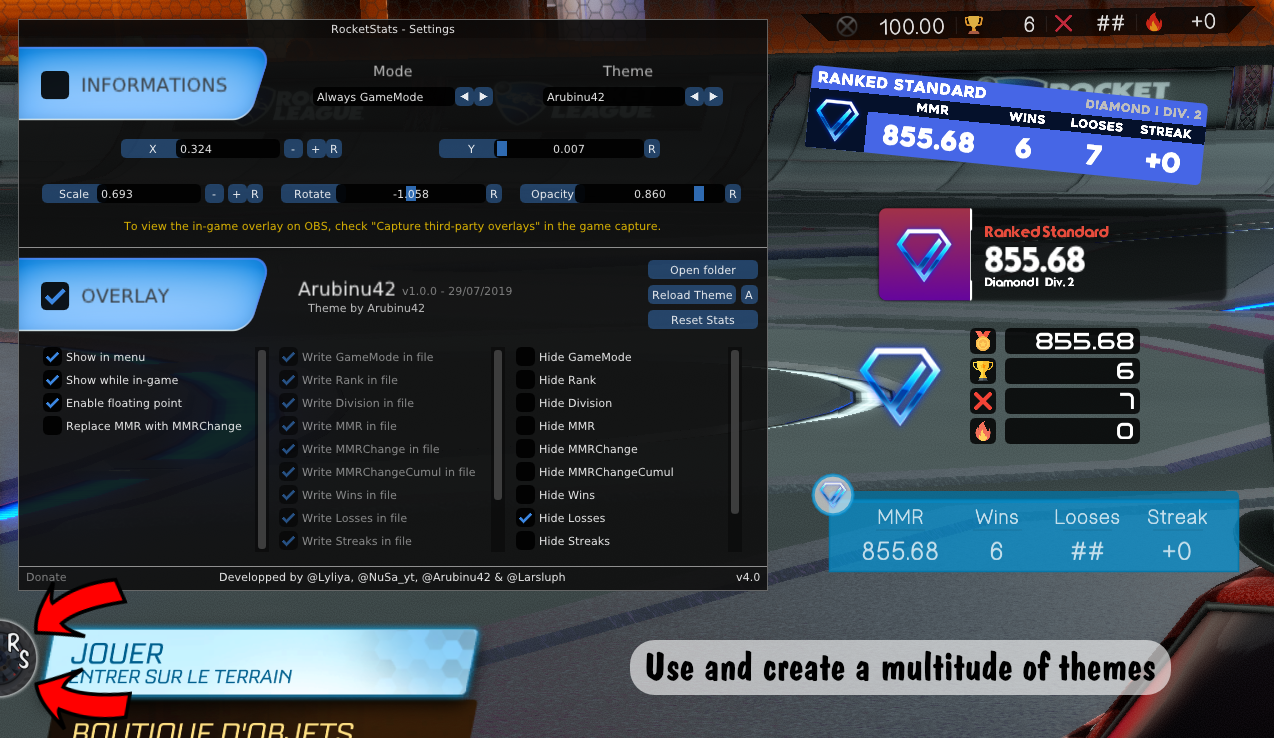 RocketStats - Settings
INFORMATIONS
Mode
Theme
Always GameMode
Arubinu42
X 0.324 - + R
Y 0.007 R
Scale 0.693 - + R
Rotate -1.058 R
Opacity 0.860 R
To view the in-game overlay on OBS, check "Capture third-party overlays" in the game capture.
OVERLAY
Arubinu42 v1.0.0 - 29/07/2019
Theme by Arubinu42
Open folder
Reload Theme A
Reset Stats
Show in menu
Show while in-game
Enable floating point
Replace MMR with MMRChange
Write GameMode in file
Write Rank in file
Write Division in file
Write MMR in file
Write MMRChange in file
Write MMRChangeCumul in file
Write Wins in file
Write Losses in file
Write Streaks in file
Hide GameMode
Hide Rank
Hide Division
Hide MMR
Hide MMRChange
Hide MMRChangeCumul
Hide Wins
Hide Losses
Hide Streaks
Donate
Developped by @Lyliya, @NuSa_yt, @Arubinu42 & @Larsluph
v4.0
100.00 6 ## +0
ROCKET
RANKED STANDARD
DIAMOND I DIV. 2
MMR WINS LOOSES STREAK
855.68 6 7 +0
Ranked Standard
855.68
Diamond I Div. 2
855.68
6
7
0
MMR Wins Looses Streak
855.68 6 ## +0
RS
JOUER
ENTRER SUR LE TERRAIN
BOUTIQUE D'OBJETS
Use and create a multitude of themes